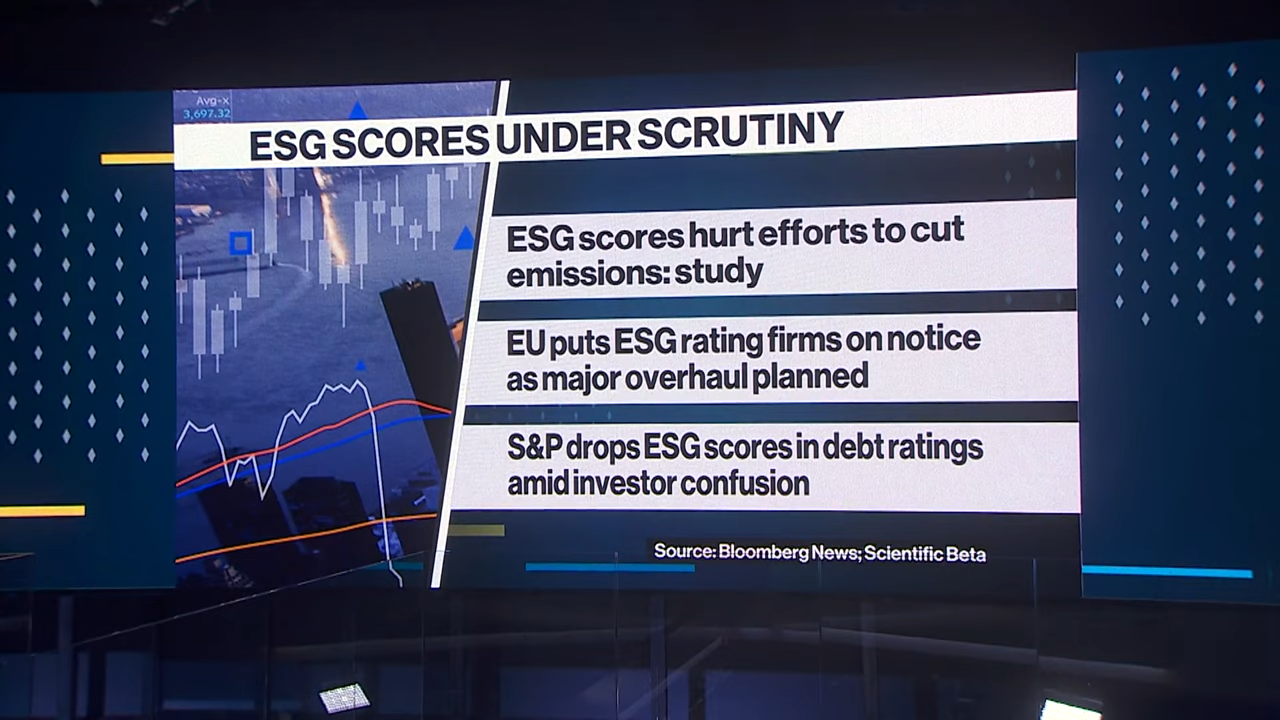 Avg-x
3,697.32
ESG SCORES UNDER SCRUTINY
ESG scores hurt efforts to cut
emissions: study
EU puts ESG rating firms on notice
as major overhaul planned
S&P drops ESG scores in debt ratings
amid investor confusion
Source: Bloomberg News; Scientific Beta